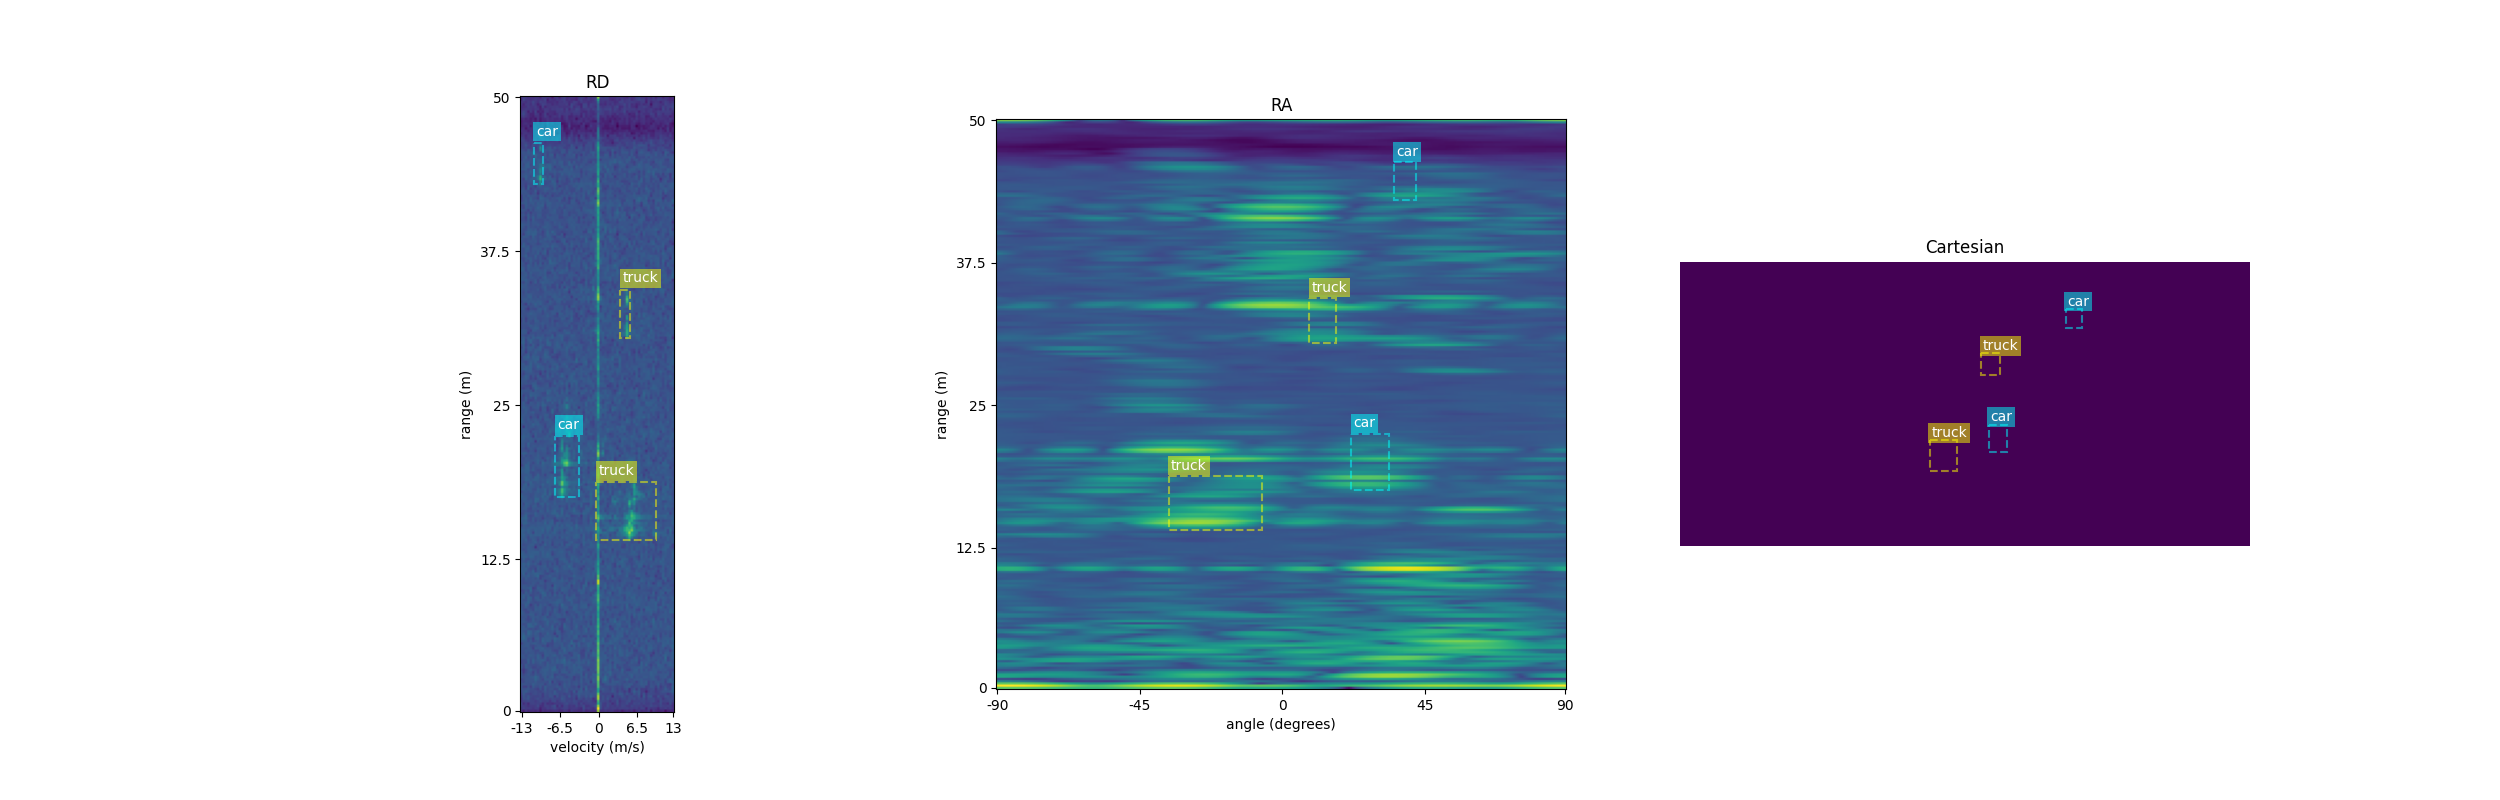 RD
50
37.5
25
12.5
0
range (m)
car
truck
car
truck
-13 -6.5 0 6.5 13
velocity (m/s)
RA
50
37.5
25
12.5
0
range (m)
car
truck
car
truck
-90 -45 0 45 90
angle (degrees)
Cartesian
car
truck
car
truck